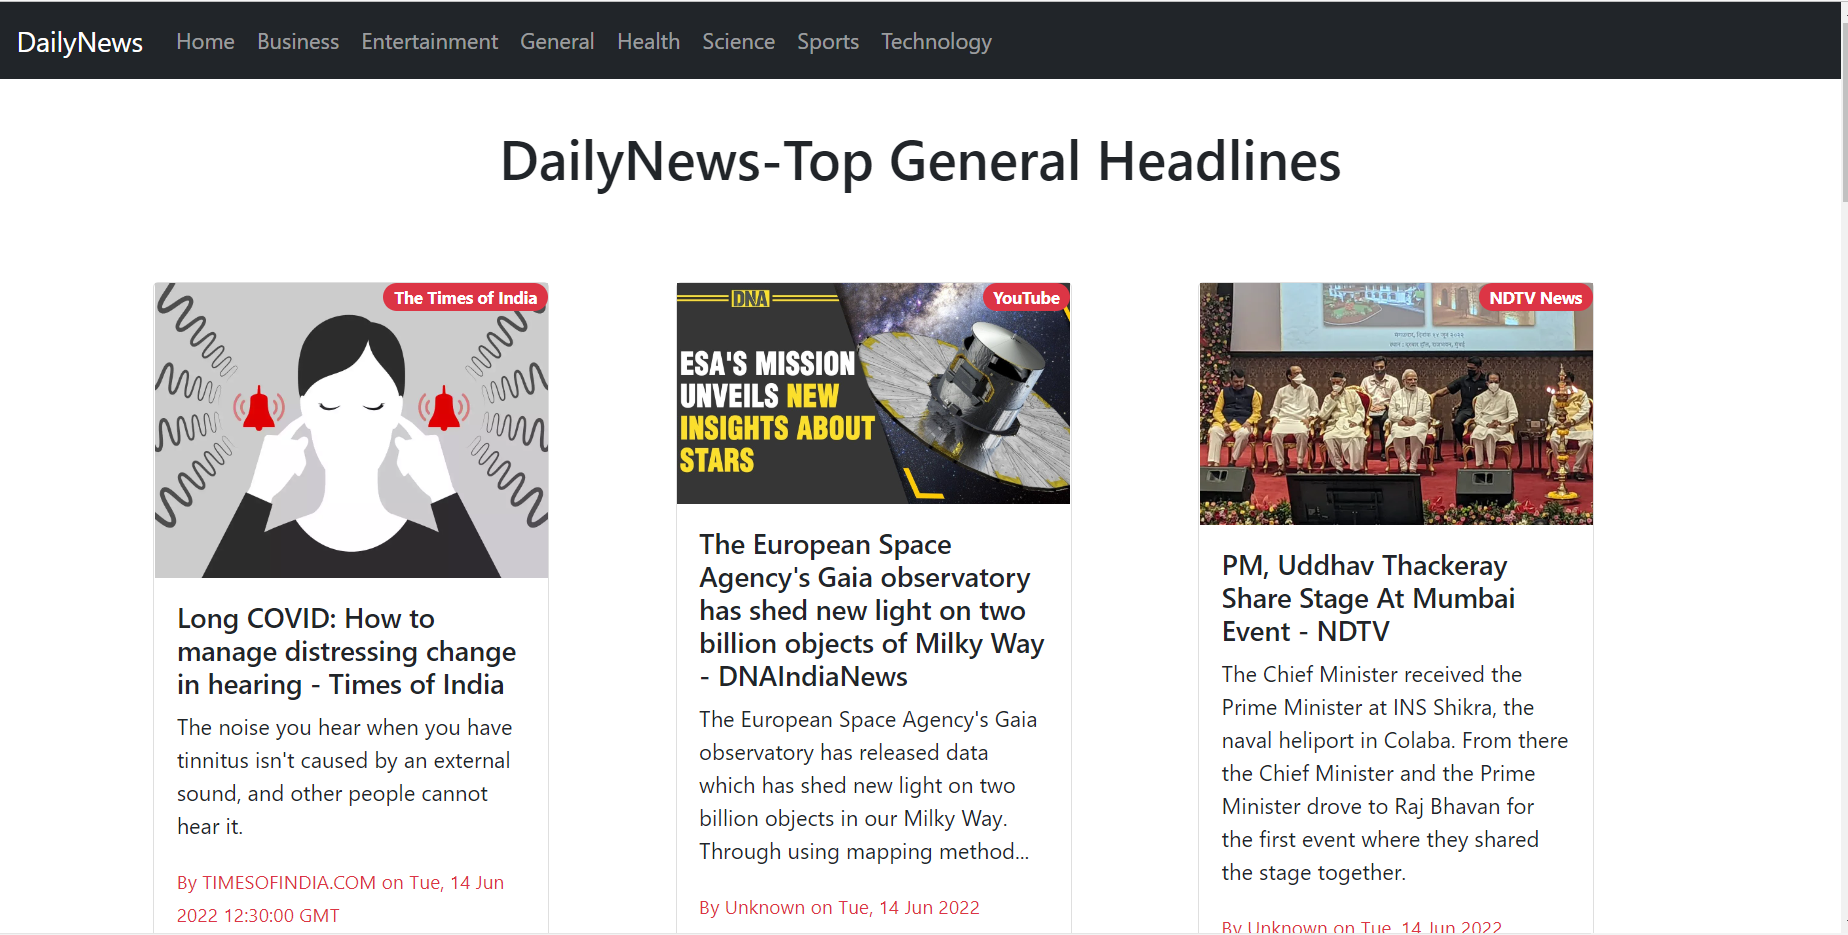 DailyNews Home Business Entertainment General Health Science Sports Technology
DailyNews-Top General Headlines
The Times of India
Long COVID: How to
manage distressing change
in hearing - Times of India
The noise you hear when you have
tinnitus isn't caused by an external
sound, and other people cannot
hear it.
By TIMESOFINDIA.COM on Tue, 14 Jun
2022 12:30:00 GMT
YouTube
DNA
ESA'S MISSION
UNVEILS NEW
INSIGHTS ABOUT
STARS
The European Space
Agency's Gaia observatory
has shed new light on two
billion objects of Milky Way
- DNAIndiaNews
The European Space Agency's Gaia
observatory has released data
which has shed new light on two
billion objects in our Milky Way.
Through using mapping method...
By Unknown on Tue, 14 Jun 2022
NDTV News
PM, Uddhav Thackeray
Share Stage At Mumbai
Event - NDTV
The Chief Minister received the
Prime Minister at INS Shikra, the
naval heliport in Colaba. From there
the Chief Minister and the Prime
Minister drove to Raj Bhavan for
the first event where they shared
the stage together.
By Unknown on Tue, 14 Jun 2022